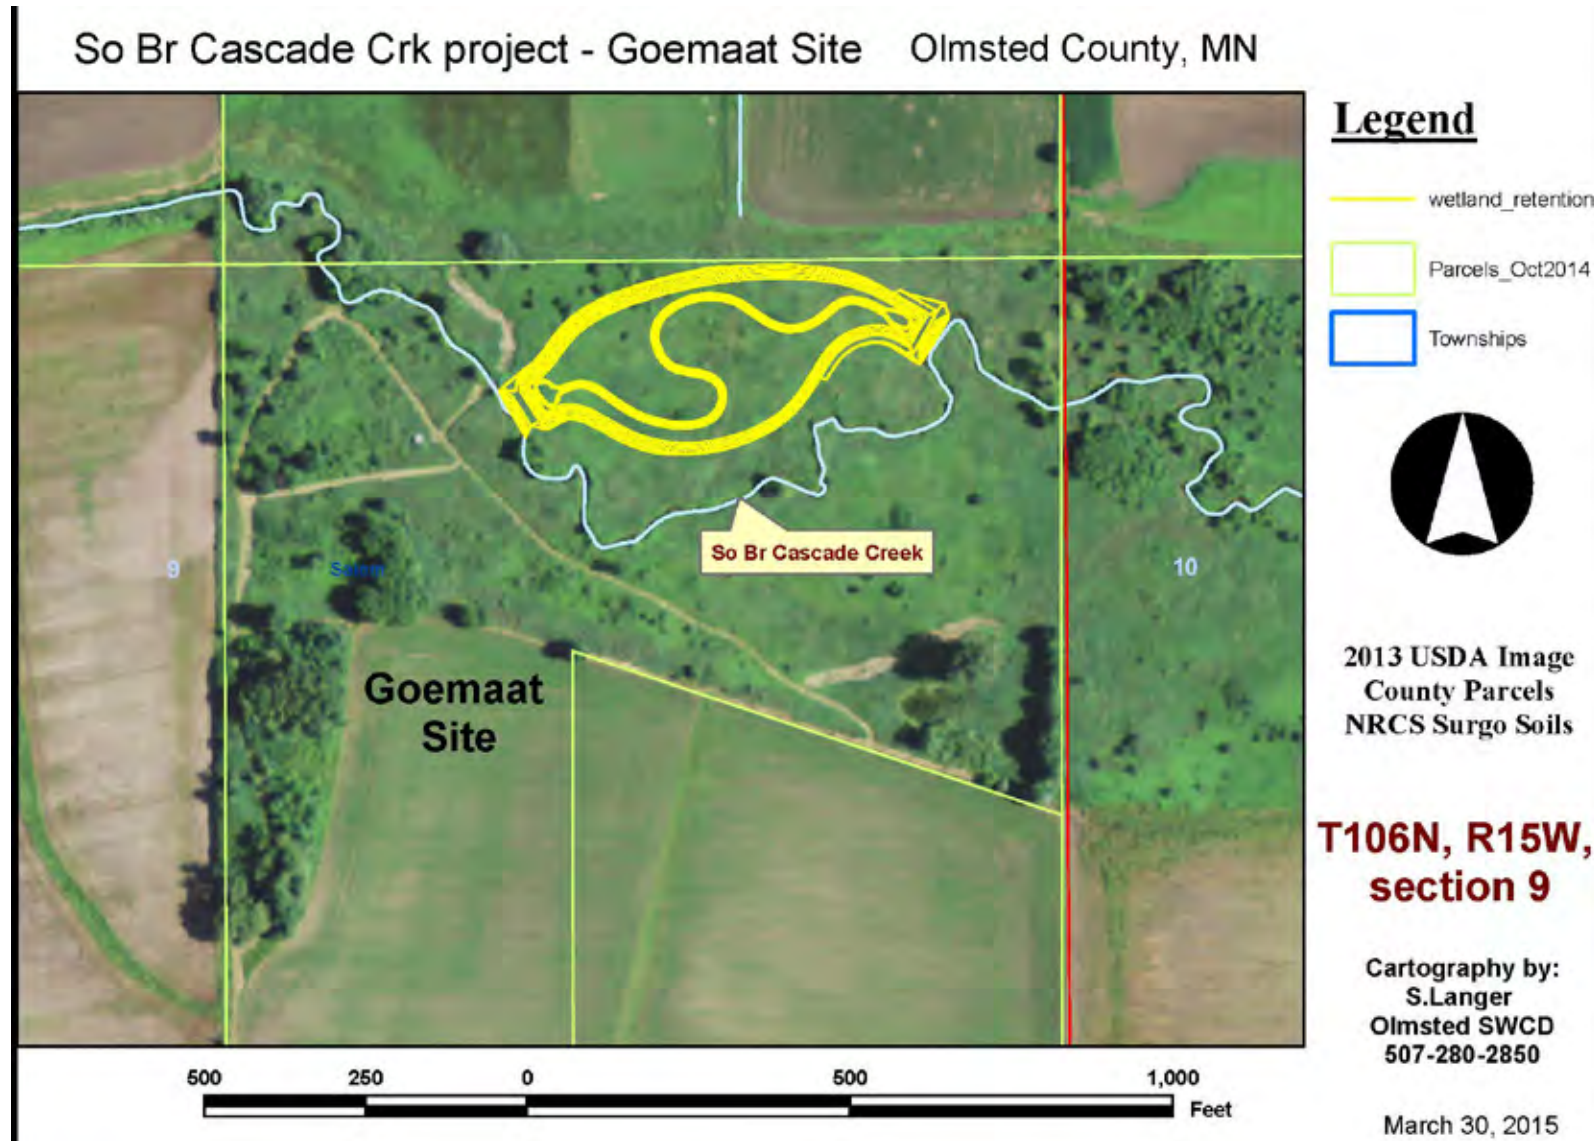 So Br Cascade Crk project - Goemaat Site Olmsted County, MN
Legend
wetland_retention
Parcels_Oct2014
Townships
So Br Cascade Creek
9
10
Goemaat
Site
2013 USDA Image
County Parcels
NRCS Surgo Soils
T106N, R15W,
section 9
Cartography by:
S.Langer
Olmsted SWCD
507-280-2850
March 30, 2015
500 250 0 500 1,000
Feet